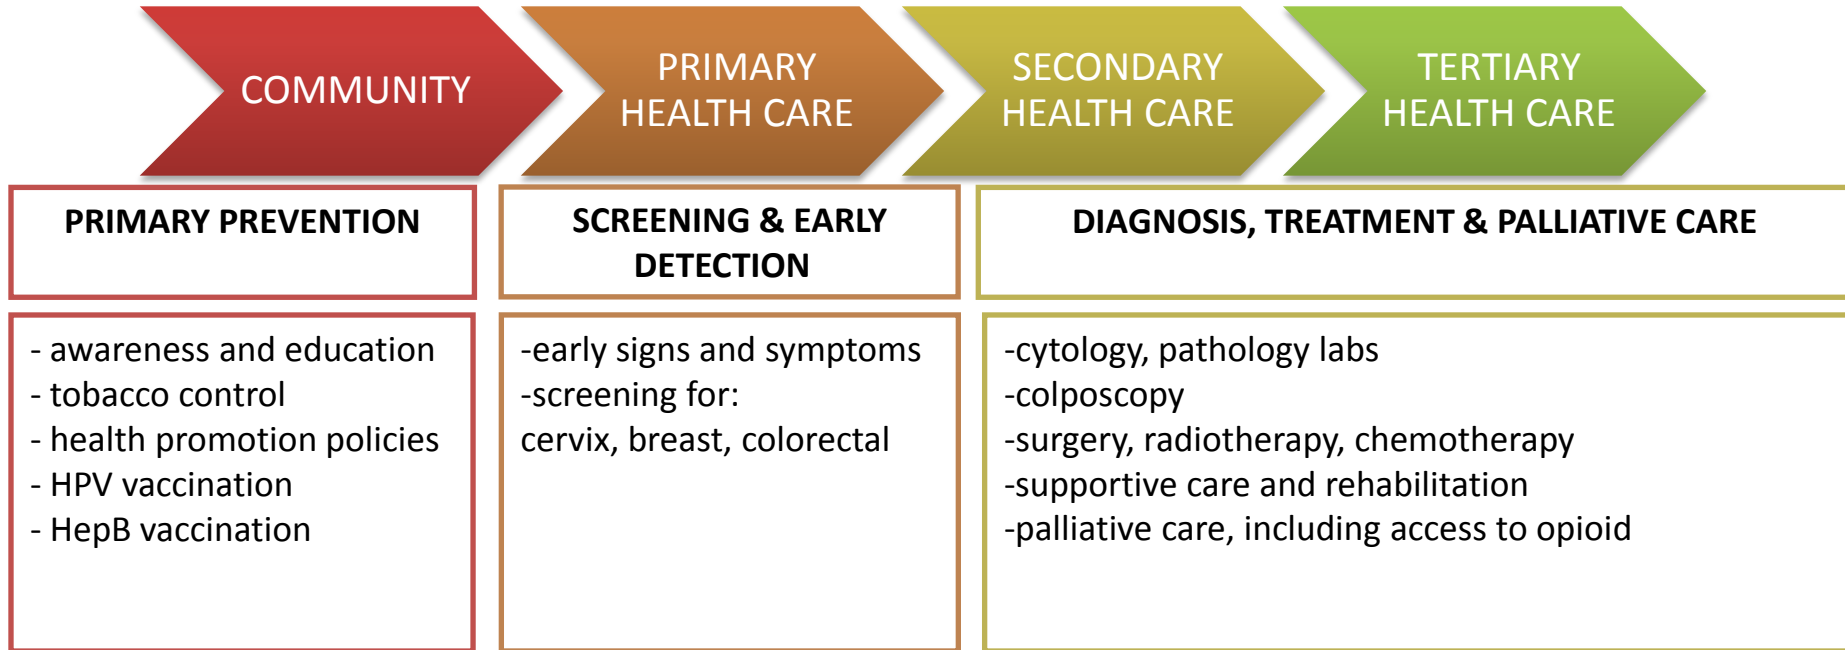 COMMUNITY
PRIMARY
HEALTH CARE
SECONDARY
HEALTH CARE
TERTIARY
HEALTH CARE
PRIMARY PREVENTION
SCREENING & EARLY
DETECTION
DIAGNOSIS, TREATMENT & PALLIATIVE CARE
- awareness and education
- tobacco control
- health promotion policies
- HPV vaccination
- HepB vaccination
-early signs and symptoms
-screening for:
cervix, breast, colorectal
-cytology, pathology labs
-colposcopy
-surgery, radiotherapy, chemotherapy
-supportive care and rehabilitation
-palliative care, including access to opioid